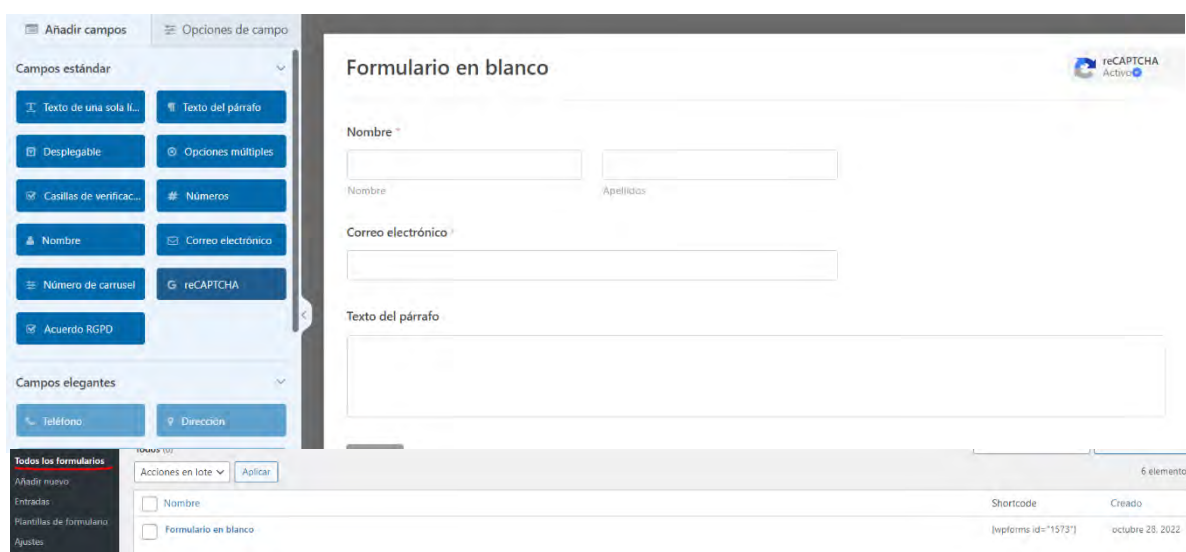 Añadir campos
Opciones de campo
Campos estándar
Texto de una sola lí...
Texto del párrafo
Desplegable
Opciones múltiples
Casillas de verificac...
# Números
Nombre
Correo electrónico
Número de carrusel
G reCAPTCHA
Acuerdo RGPD
Campos elegantes
Teléfono
Dirección
Formulario en blanco
reCAPTCHA
Activo
Nombre *
Nombre
Apellidos
Correo electrónico *
Texto del párrafo
Todos los formularios
Añadir nuevo
Entradas
Plantillas de formulario
Ajustes
Todos (6)
Acciones en lote
Aplicar
6 elemento
Nombre
Shortcode
Creado
Formulario en blanco
[wpforms id="1573"]
octubre 28, 2022